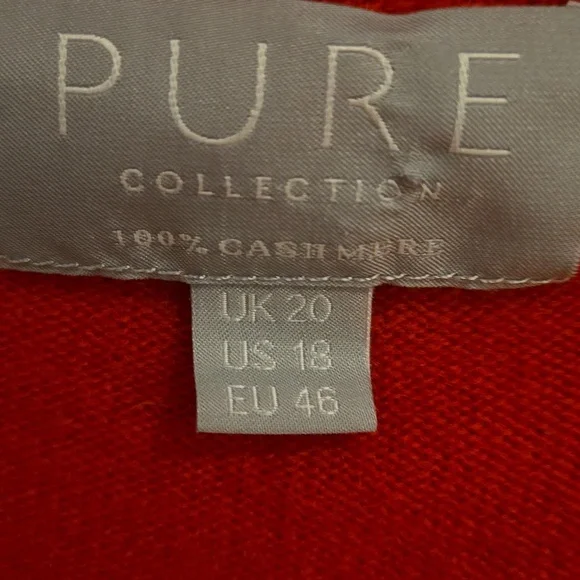 PURE
COLLECTION
100% CASHMERE
UK 20
US 18
EU 46